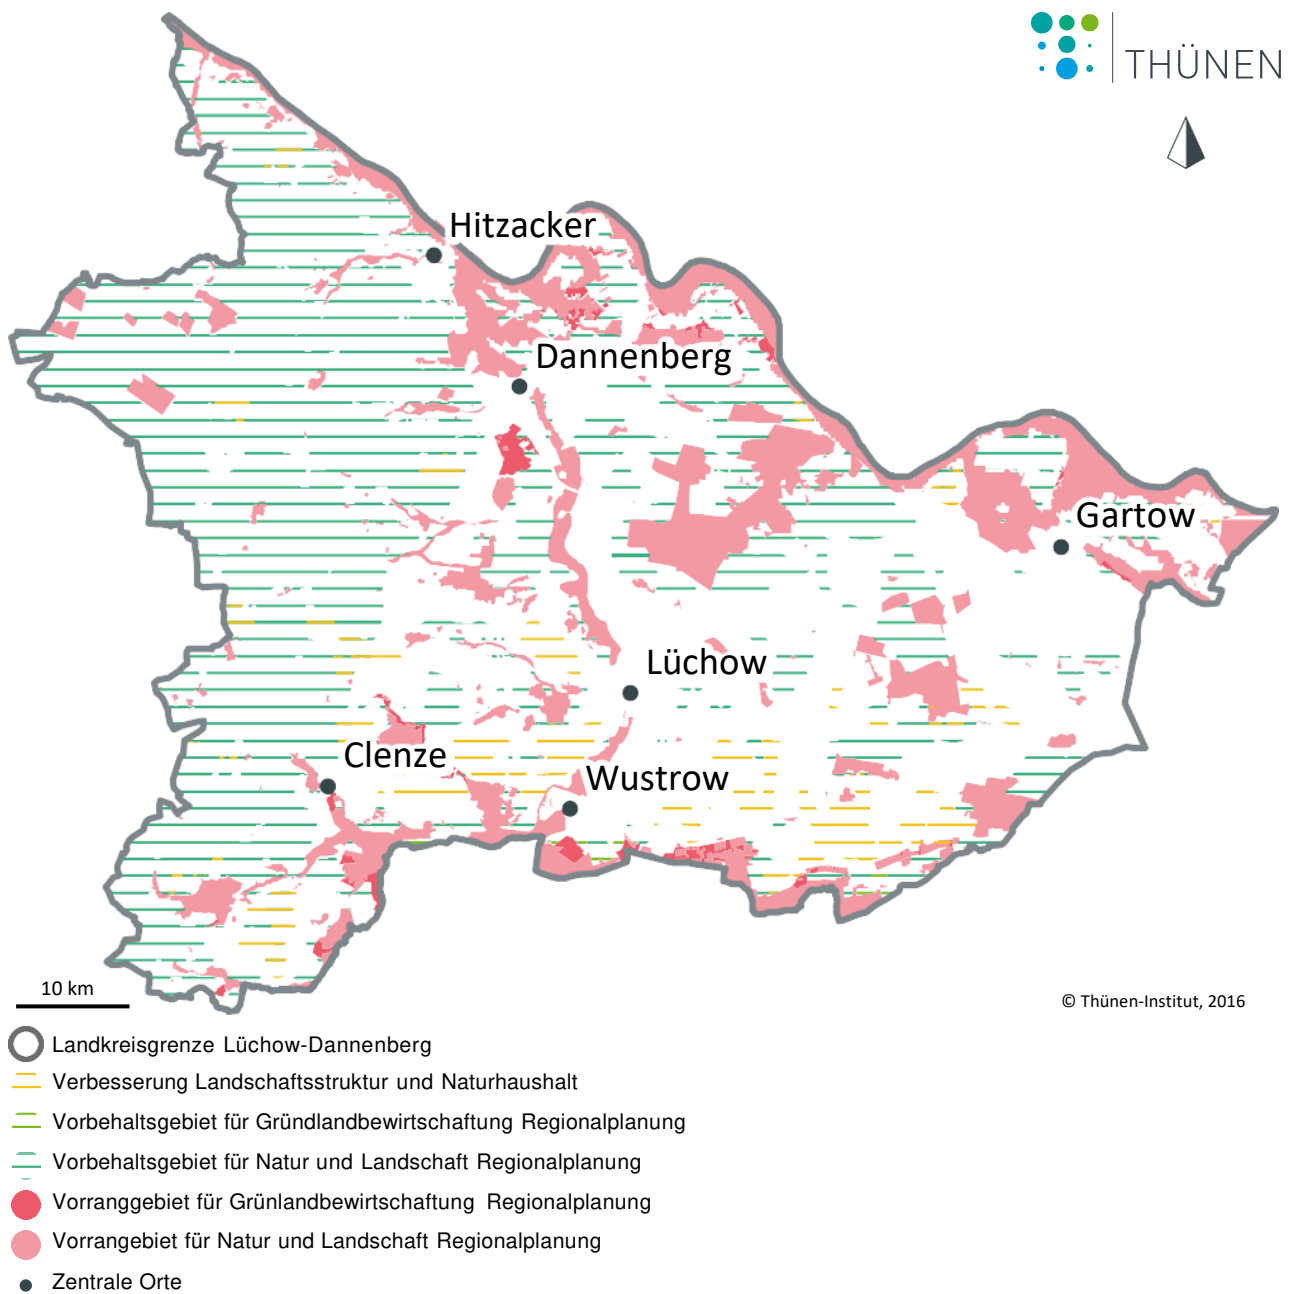 THÜNEN
Hitzacker
Dannenberg
Gartow
Lüchow
Clenze
Wustrow
10 km
© Thünen-Institut, 2016
Landkreisgrenze Lüchow-Dannenberg
Verbesserung Landschaftsstruktur und Naturhaushalt
Vorbehaltsgebiet für Gründlandbewirtschaftung Regionalplanung
Vorbehaltsgebiet für Natur und Landschaft Regionalplanung
Vorranggebiet für Grünlandbewirtschaftung Regionalplanung
Vorrangebiet für Natur und Landschaft Regionalplanung
Zentrale Orte